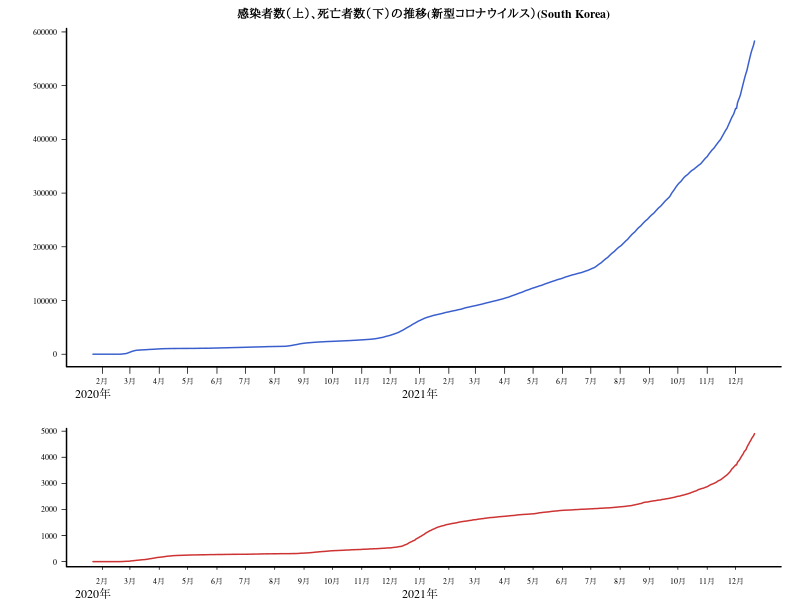 感染者数（上）、死亡者数（下）の推移(新型コロナウイルス）(South Korea)
600000
500000
400000
300000
200000
100000
0
2月 3月 4月 5月 6月 7月 8月 9月 10月 11月 12月 1月 2月 3月 4月 5月 6月 7月 8月 9月 10月 11月 12月
2020年 2021年
5000
4000
3000
2000
1000
0
2月 3月 4月 5月 6月 7月 8月 9月 10月 11月 12月 1月 2月 3月 4月 5月 6月 7月 8月 9月 10月 11月 12月
2020年 2021年